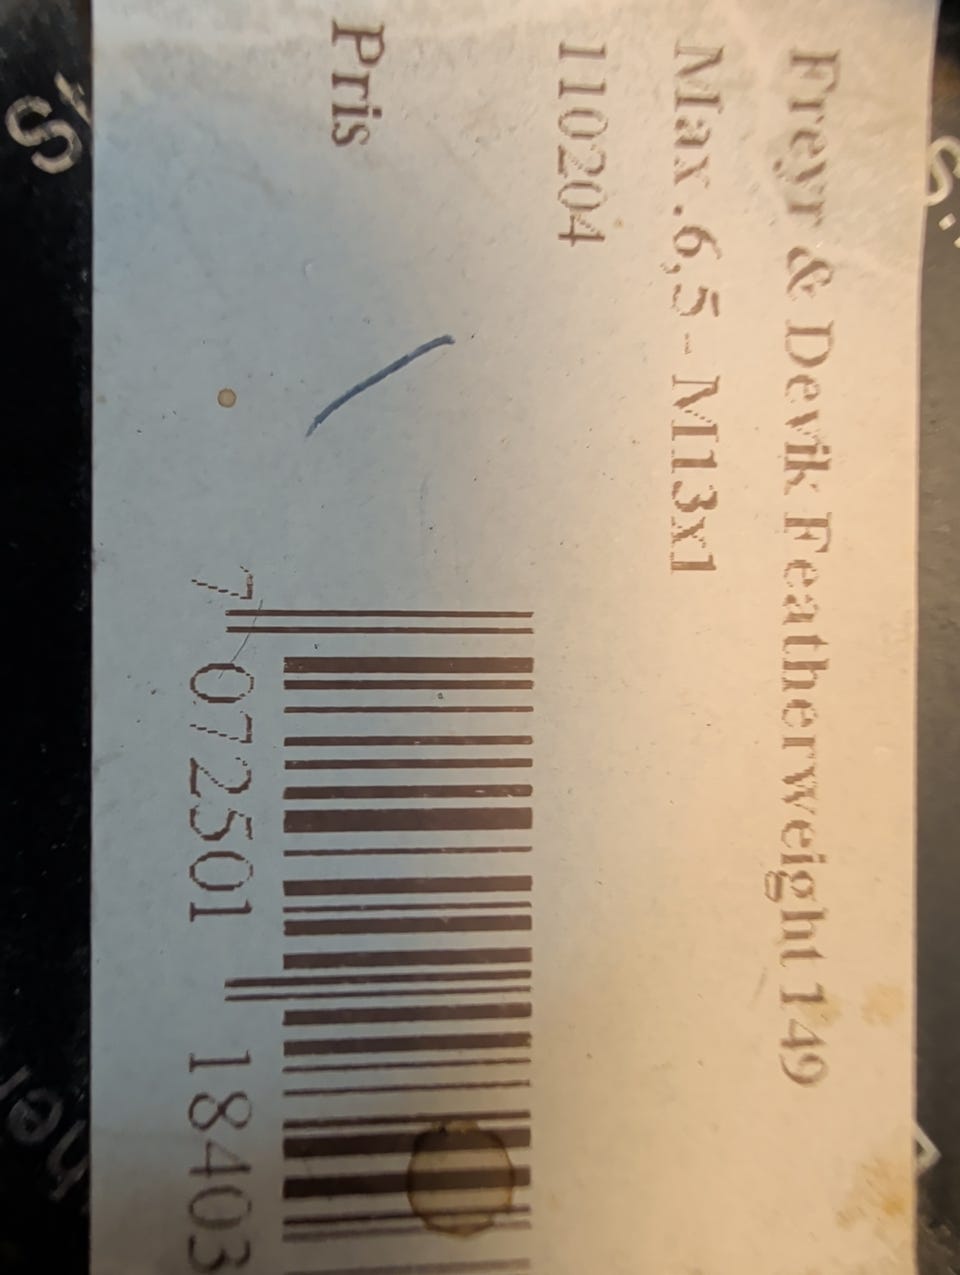 Freyr & Devik Featherweight 149
Max .6,5 - M13x1
110204
Pris
7 072501 18403